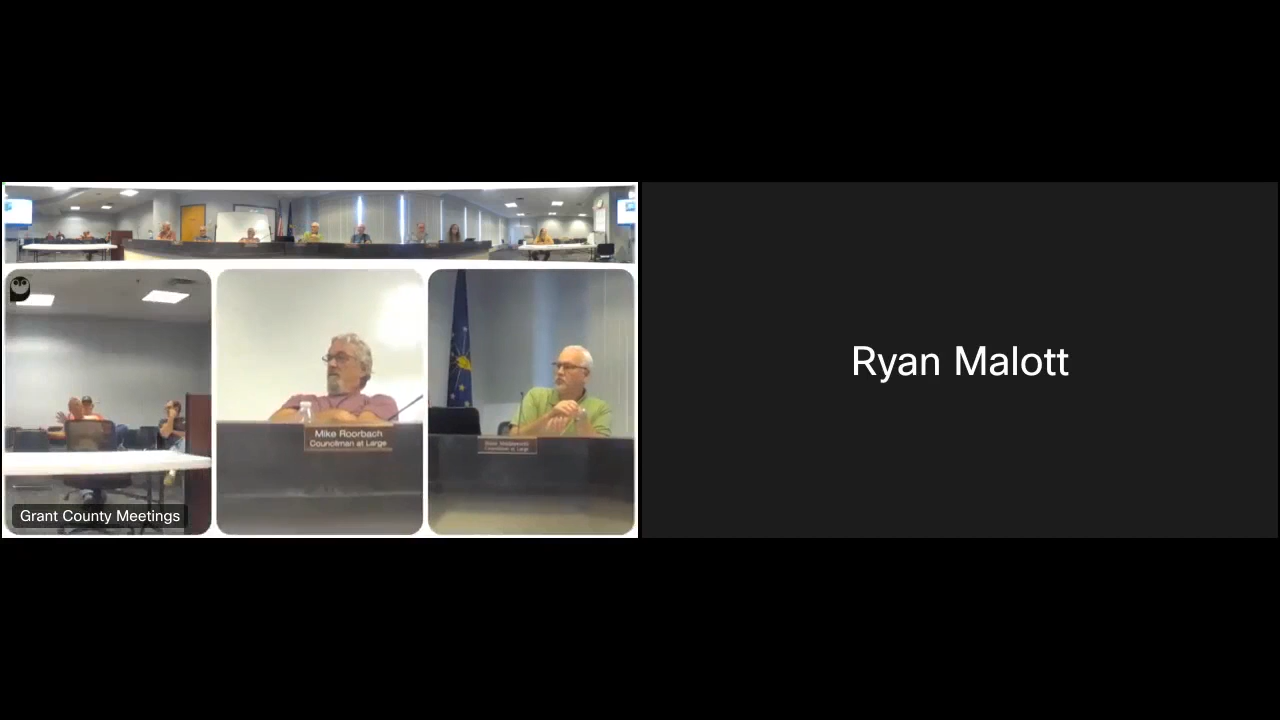 Mike Roorbach
Councilman at Large
Councilman at Large
Grant County Meetings
Ryan Malott